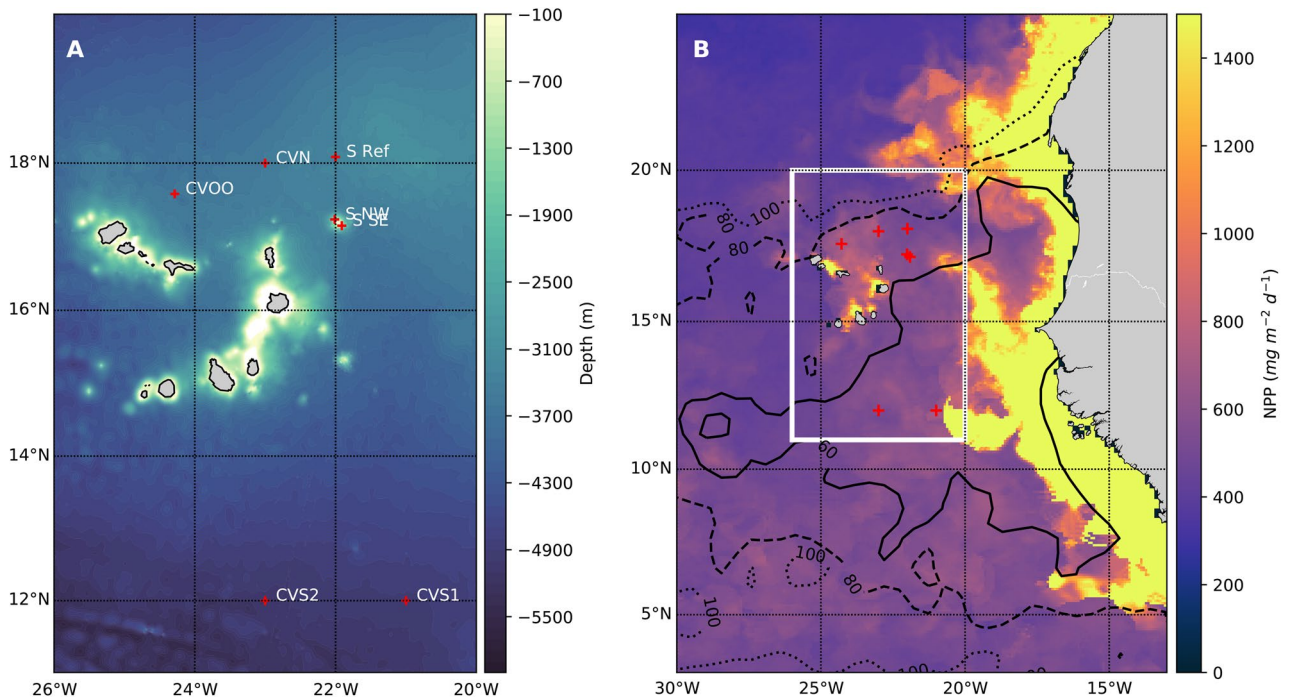 A
CVN
S Ref
CVOO
S NW
S SE
CVS2
CVS1
18°N
16°N
14°N
12°N
26°W
24°W
22°W
20°W
−100
−700
−1300
−1900
−2500
−3100
−3700
−4300
−4900
−5500
Depth (m)
B
80
100
80
60
100
80
100
100
20°N
15°N
10°N
5°N
30°W
25°W
20°W
15°W
1400
1200
1000
800
600
400
200
0
NPP (mg m⁻² d⁻¹)